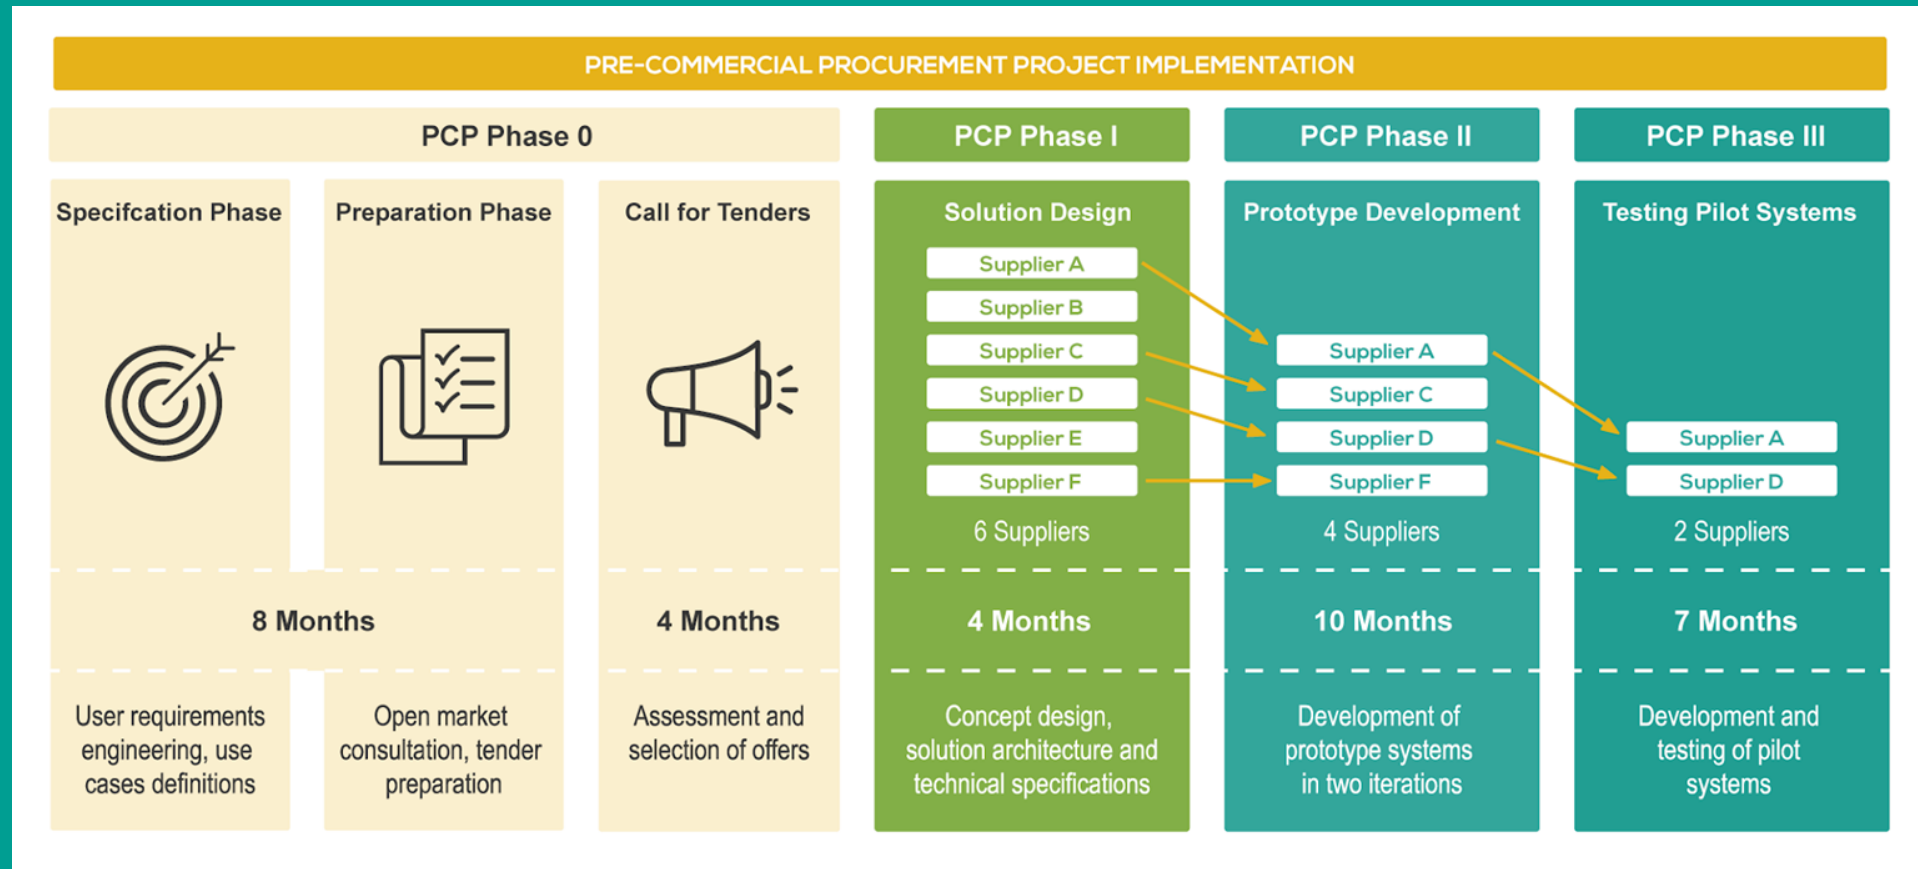 PRE-COMMERCIAL PROCUREMENT PROJECT IMPLEMENTATION
PCP Phase 0
Specifcation Phase
Preparation Phase
Call for Tenders
8 Months
4 Months
User requirements
engineering, use
cases definitions
Open market
consultation, tender
preparation
Assessment and
selection of offers
PCP Phase I
Solution Design
Supplier A
Supplier B
Supplier C
Supplier D
Supplier E
Supplier F
6 Suppliers
4 Months
Concept design,
solution architecture and
technical specifications
PCP Phase II
Prototype Development
Supplier A
Supplier C
Supplier D
Supplier F
4 Suppliers
10 Months
Development of
prototype systems
in two iterations
PCP Phase III
Testing Pilot Systems
Supplier A
Supplier D
2 Suppliers
7 Months
Development and
testing of pilot
systems